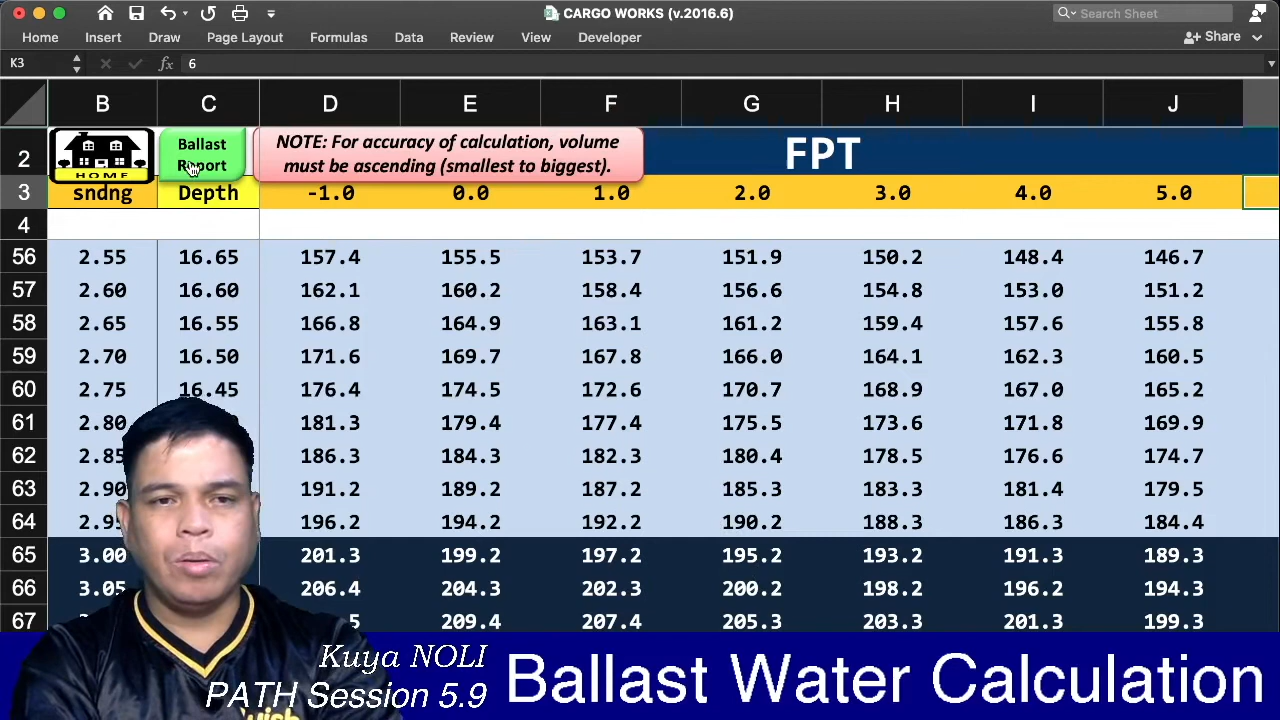 CARGO WORKS (v.2016.6)
Search Sheet
Home Insert Draw Page Layout Formulas Data Review View Developer Share
K3 fx 6
B C D E F G H I J
2 HOME Ballast Report NOTE: For accuracy of calculation, volume must be ascending (smallest to biggest). FPT
3 sndng Depth -1.0 0.0 1.0 2.0 3.0 4.0 5.0
4
56 2.55 16.65 157.4 155.5 153.7 151.9 150.2 148.4 146.7
57 2.60 16.60 162.1 160.2 158.4 156.6 154.8 153.0 151.2
58 2.65 16.55 166.8 164.9 163.1 161.2 159.4 157.6 155.8
59 2.70 16.50 171.6 169.7 167.8 166.0 164.1 162.3 160.5
60 2.75 16.45 176.4 174.5 172.6 170.7 168.9 167.0 165.2
61 2.80 181.3 179.4 177.4 175.5 173.6 171.8 169.9
62 2.85 186.3 184.3 182.3 180.4 178.5 176.6 174.7
63 2.90 191.2 189.2 187.2 185.3 183.3 181.4 179.5
64 2.95 196.2 194.2 192.2 190.2 188.3 186.3 184.4
65 3.00 201.3 199.2 197.2 195.2 193.2 191.3 189.3
66 3.05 206.4 204.3 202.3 200.2 198.2 196.2 194.3
67 5 209.4 207.4 205.3 203.3 201.3 199.3
Kuya NOLI
PATH Session 5.9
Ballast Water Calculation